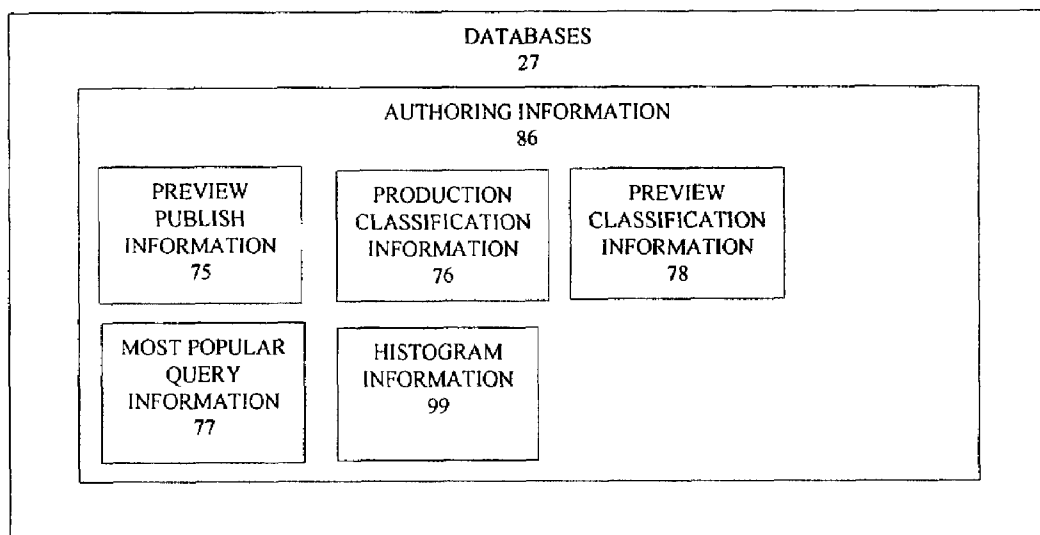 DATABASES
27
AUTHORING INFORMATION
86
PREVIEW
PUBLISH
INFORMATION
75
PRODUCTION
CLASSIFICATION
INFORMATION
76
PREVIEW
CLASSIFICATION
INFORMATION
78
MOST POPULAR
QUERY
INFORMATION
77
HISTOGRAM
INFORMATION
99